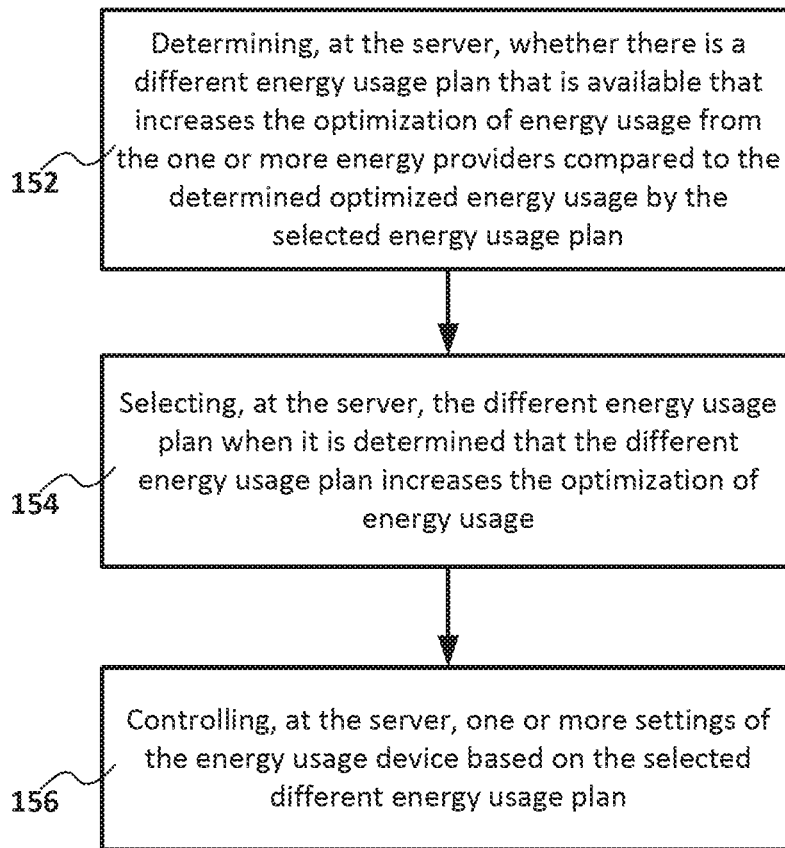 Determining, at the server, whether there is a
different energy usage plan that is available that
increases the optimization of energy usage from
the one or more energy providers compared to the
determined optimized energy usage by the
selected energy usage plan
152
Selecting, at the server, the different energy usage
plan when it is determined that the different
energy usage plan increases the optimization of
energy usage
154
Controlling, at the server, one or more settings of
the energy usage device based on the selected
different energy usage plan
156